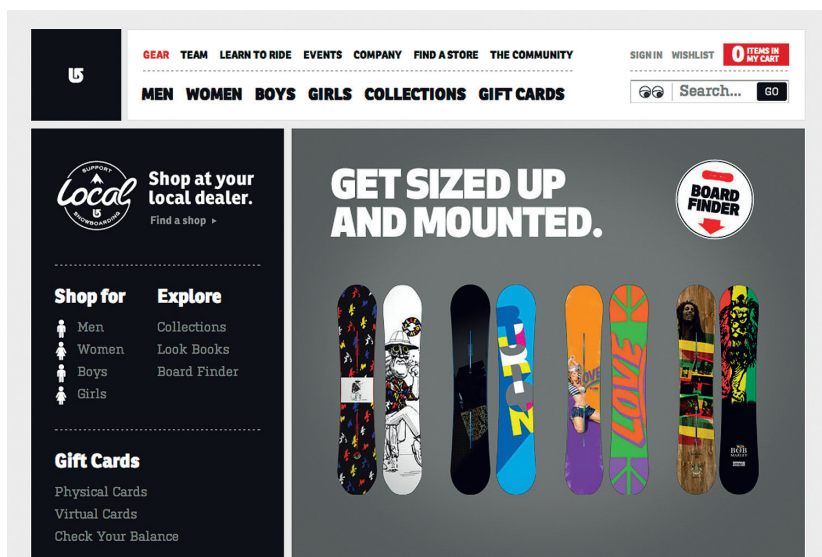 GEAR TEAM LEARN TO RIDE EVENTS COMPANY FIND A STORE THE COMMUNITY
SIGN IN WISHLIST 0 ITEMS IN MY CART
MEN WOMEN BOYS GIRLS COLLECTIONS GIFT CARDS
Search... GO
SUPPORT
Local
SNOWBOARDING
Shop at your
local dealer.
Find a shop ▸
Shop for
Men
Women
Boys
Girls
Explore
Collections
Look Books
Board Finder
Gift Cards
Physical Cards
Virtual Cards
Check Your Balance
GET SIZED UP
AND MOUNTED.
BOARD
FINDER
LOVE
LOVE
BOB
MARLEY